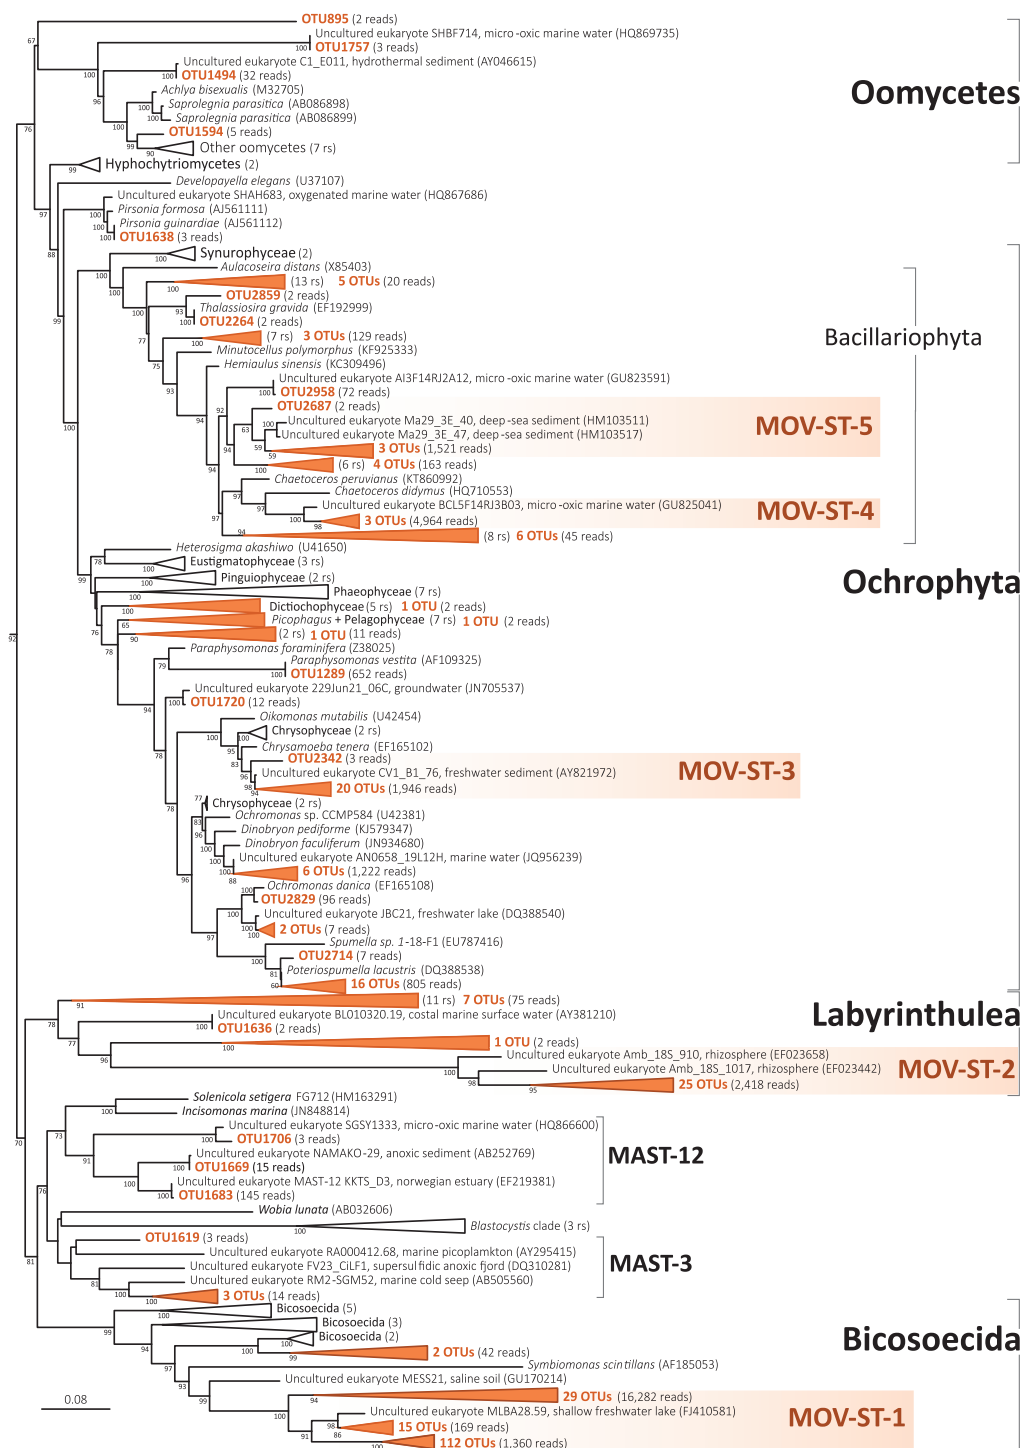 OTU895 (2 reads)
Uncultured eukaryote SHBF714, micro-oxic marine water (HQ869735)
OTU1757 (3 reads)
Uncultured eukaryote C1_E011, hydrothermal sediment (AY046615)
OTU1494 (32 reads)
Achlya bisexualis (M32705)
Saprolegnia parasitica (AB086898)
Saprolegnia parasitica (AB086899)
OTU1594 (5 reads)
Other oomycetes (7 rs)
Oomycetes
Hyphochytriomycetes (2)
Developayella elegans (U37107)
Uncultured eukaryote SHAH683, oxygenated marine water (HQ867686)
Pirsonia formosa (AJ561111)
Pirsonia guinardiae (AJ561112)
OTU1638 (3 reads)
Synurophyceae (2)
Aulacoseira distans (X85403)
(13 rs) 5 OTUs (20 reads)
OTU2859 (2 reads)
Thalassiosira gravida (EF192999)
OTU2264 (2 reads)
(7 rs) 3 OTUs (129 reads)
Bacillariophyta
Minutocellus polymorphus (KF925333)
Hemiaulus sinensis (KC309496)
Uncultured eukaryote AI3F14RJ2A12, micro-oxic marine water (GU823591)
OTU2958 (72 reads)
OTU2687 (2 reads)
Uncultured eukaryote Ma29_3E_40, deep-sea sediment (HM103511)
MOV-ST-5
Uncultured eukaryote Ma29_3E_47, deep-sea sediment (HM103517)
3 OTUs (1,521 reads)
(6 rs) 4 OTUs (163 reads)
Chaetoceros peruvianus (KT860992)
Chaetoceros didymus (HQ710553)
Uncultured eukaryote BCL5F14RJ3B03, micro-oxic marine water (GU825041)
MOV-ST-4
3 OTUs (4,964 reads)
(8 rs) 6 OTUs (45 reads)
Heterosigma akashiwo (U41650)
Eustigmatophyceae (3 rs)
Pinguiophyceae (2 rs)
Ochrophyta
Phaeophyceae (7 rs)
Dictiochophyceae (5 rs) 1 OTU (2 reads)
Picophagus + Pelagophyceae (7 rs) 1 OTU (2 reads)
(2 rs) 1 OTU (11 reads)
Paraphysomonas foraminifera (Z38025)
Paraphysomonas vestita (AF109325)
OTU1289 (652 reads)
Uncultured eukaryote 229Jun21_06C, groundwater (JN705537)
OTU1720 (12 reads)
Oikomonas mutabilis (U42454)
Chrysophyceae (2 rs)
Chrysamoeba tenera (EF165102)
OTU2342 (3 reads)
MOV-ST-3
Uncultured eukaryote CV1_B1_76, freshwater sediment (AY821972)
20 OTUs (1,946 reads)
Chrysophyceae (2 rs)
Ochromonas sp. CCMP584 (U42381)
Dinobryon pediforme (KJ579347)
Dinobryon faculiferum (JN934680)
Uncultured eukaryote AN0658_19L12H, marine water (JQ956239)
6 OTUs (1,222 reads)
Ochromonas danica (EF165108)
OTU2829 (96 reads)
Uncultured eukaryote JBC21, freshwater lake (DQ388540)
2 OTUs (7 reads)
Spumella sp. 1-18-F1 (EU787416)
OTU2714 (7 reads)
Poteriospumella lacustris (DQ388538)
16 OTUs (805 reads)
(11 rs) 7 OTUs (75 reads)
Uncultured eukaryote BL010320.19, costal marine surface water (AY381210)
Labyrinthulea
OTU1636 (2 reads)
1 OTU (2 reads)
Uncultured eukaryote Amb_18S_910, rhizosphere (EF023658)
Uncultured eukaryote Amb_18S_1017, rhizosphere (EF023442)
MOV-ST-2
25 OTUs (2,418 reads)
Solenicola setigera FG712 (HM163291)
Incisomonas marina (JN848814)
Uncultured eukaryote SGSY1333, micro-oxic marine water (HQ866600)
OTU1706 (3 reads)
Uncultured eukaryote NAMAKO-29, anoxic sediment (AB252769)
MAST-12
OTU1669 (15 reads)
Uncultured eukaryote MAST-12 KKTS_D3, norwegian estuary (EF219381)
OTU1683 (145 reads)
Wobia lunata (AB032606)
Blastocystis clade (3 rs)
OTU1619 (3 reads)
Uncultured eukaryote RA000412.68, marine picoplankton (AY295415)
MAST-3
Uncultured eukaryote FV23_CiLF1, supersulfidic anoxic fjord (DQ310281)
Uncultured eukaryote RM2-SGM52, marine cold seep (AB505560)
3 OTUs (14 reads)
Bicosoecida (5)
Bicosoecida (3)
Bicosoecida (2)
Bicosoecida
2 OTUs (42 reads)
Symbiomonas scintillans (AF185053)
Uncultured eukaryote MESS21, saline soil (GU170214)
29 OTUs (16,282 reads)
Uncultured eukaryote MLBA28.59, shallow freshwater lake (FJ410581)
MOV-ST-1
15 OTUs (169 reads)
112 OTUs (1,360 reads)
0.08